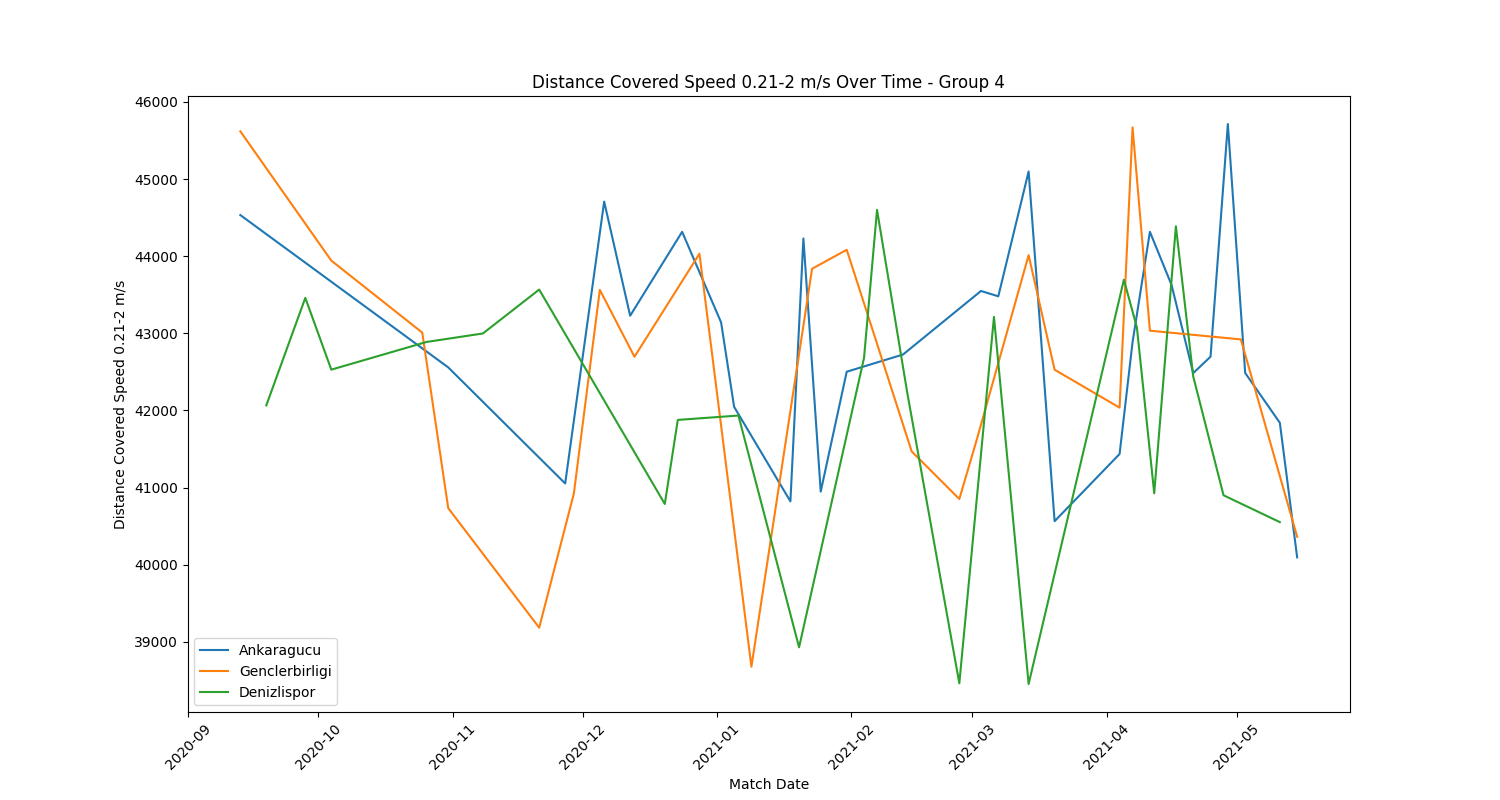 Distance Covered Speed 0.21-2 m/s Over Time - Group 4
Distance Covered Speed 0.21-2 m/s
46000
45000
44000
43000
42000
41000
40000
39000
Ankaragucu
Genclerbirligi
Denizlispor
2020-09
2020-10
2020-11
2020-12
2021-01
2021-02
2021-03
2021-04
2021-05
Match Date